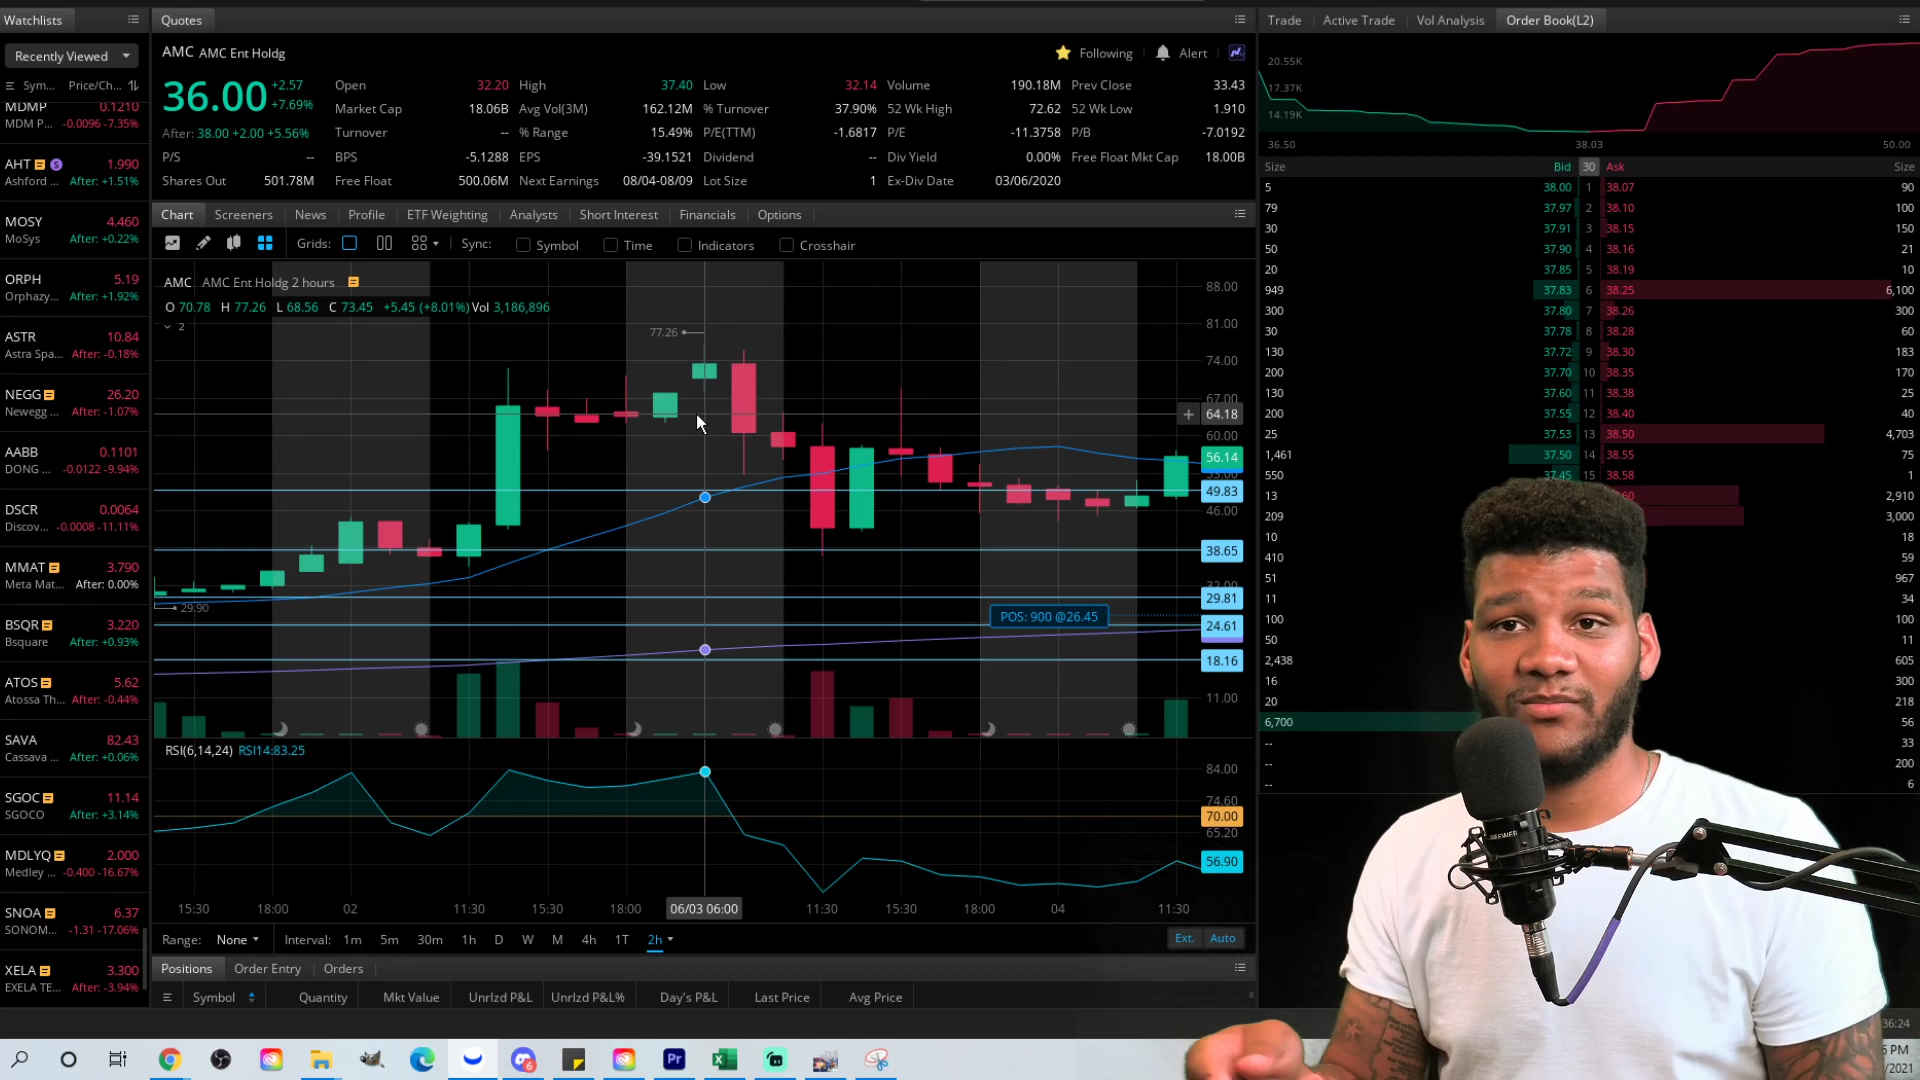 Watchlists
Quotes
Trade Active Trade Vol Analysis Order Book(L2)
Recently Viewed
Sym... Price/Ch...
MDMP 0.1210
MDM P... -0.0096 -7.35%
AHT 1.990
Ashford ... After: +1.51%
MOSY 4.460
MoSys After: +0.22%
ORPH 5.19
Orphazy... After: +1.92%
ASTR 10.84
Astra Spa... After: -0.18%
NEGG 26.20
Newegg ... After: -1.07%
AABB 0.1101
DONG ... -0.0122 -9.94%
DSCR 0.0064
Discov... -0.0008 -11.11%
MMAT 3.790
Meta Mat... After: 0.00%
BSQR 3.220
Bsquare After: +0.93%
ATOS 5.62
Atossa Th... After: -0.44%
SAVA 82.43
Cassava ... After: +0.06%
SGOC 11.14
SGOCO After: +3.14%
MDLYQ 2.000
Medley ... -0.400 -16.67%
SNOA 6.37
SONOM... -1.31 -17.06%
XELA 3.300
EXELA TE... After: -3.94%
AMC AMC Ent Holdg
Following Alert
36.00 +2.57
+7.69%
After: 38.00 +2.00 +5.56%
Open 32.20 High 37.40 Low 32.14 Volume 190.18M Prev Close 33.43
Market Cap 18.06B Avg Vol(3M) 162.12M % Turnover 37.90% 52 Wk High 72.62 52 Wk Low 1.910
Turnover -- % Range 15.49% P/E(TTM) -1.6817 P/E -11.3758 P/B -7.0192
P/S -- BPS -5.1288 EPS -39.1521 Dividend -- Div Yield 0.00% Free Float Mkt Cap 18.00B
Shares Out 501.78M Free Float 500.06M Next Earnings 08/04-08/09 Lot Size 1 Ex-Div Date 03/06/2020
Chart Screeners News Profile ETF Weighting Analysts Short Interest Financials Options
Grids: Sync: Symbol Time Indicators Crosshair
AMC AMC Ent Holdg 2 hours
O 70.78 H 77.26 L 68.56 C 73.45 +5.45 (+8.01%) Vol 3,186,896
2
77.26
29.90
POS: 900 @26.45
88.00
81.00
74.00
67.00
+ 64.18
60.00
56.14
53.00
49.83
46.00
38.65
32.00
29.81
24.61
18.16
11.00
RSI(6,14,24) RSI14:83.25
84.00
74.60
70.00
65.20
56.90
15:30 18:00 02 11:30 15:30 18:00 06/03 06:00 11:30 15:30 18:00 04 11:30
Range: None Interval: 1m 5m 30m 1h D W M 4h 1T 2h
Ext. Auto
Positions Order Entry Orders
Symbol Quantity Mkt Value Unrlzd P&L Unrlzd P&L% Day's P&L Last Price Avg Price
20.55K
17.37K
14.19K
36.50 38.03 50.00
Size Bid 30 Ask Size
5 38.00 1 38.07 90
79 37.97 2 38.10 100
30 37.91 3 38.15 150
50 37.90 4 38.16 21
20 37.85 5 38.19 10
949 37.83 6 38.25 6,100
300 37.80 7 38.26 300
30 37.78 8 38.28 60
130 37.72 9 38.30 183
200 37.70 10 38.35 170
130 37.60 11 38.38 25
200 37.55 12 38.40 40
25 37.53 13 38.50 4,703
1,461 37.50 14 38.55 75
550 37.45 15 38.58 1
13 60 2,910
209 3,000
10 18
410 59
51 967
11 34
100 100
50 11
2,438 605
16 300
20 218
6,700 56
-- 33
-- 200
-- 6
NEEWER
36:24
PM
/2021
Pr
6